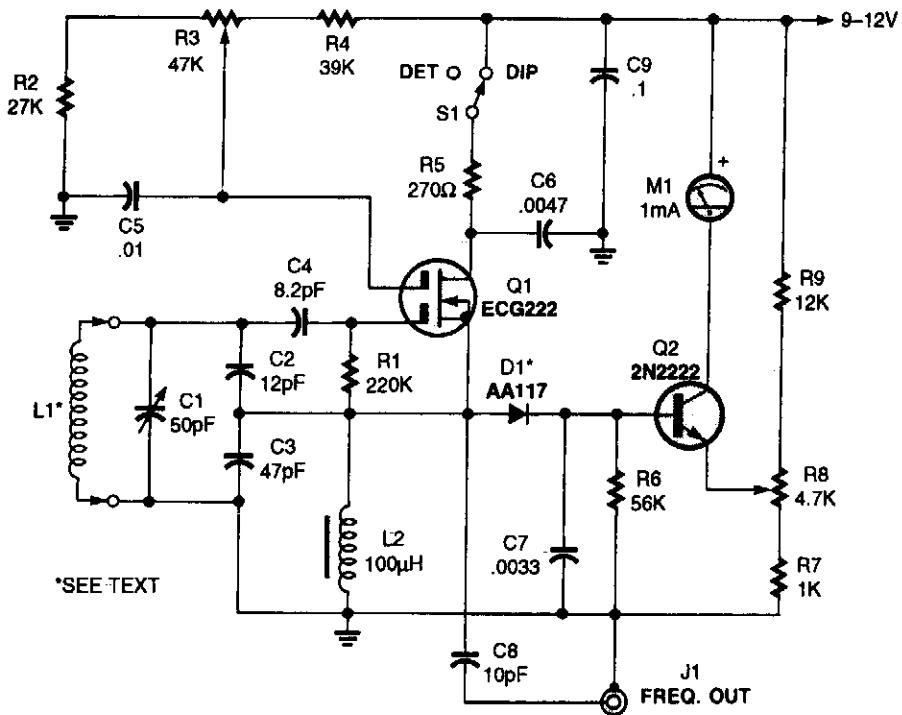 R3
47K
R4
39K
9–12V
R2
27K
DET
DIP
S1
C9
.1
R5
270Ω
C6
.0047
M1
1mA
+
C5
.01
C4
8.2pF
Q1
ECG222
R9
12K
L1*
C1
50pF
C2
12pF
R1
220K
D1*
AA117
Q2
2N2222
C3
47pF
R6
56K
R8
4.7K
L2
100µH
C7
.0033
R7
1K
*SEE TEXT
C8
10pF
J1
FREQ. OUT